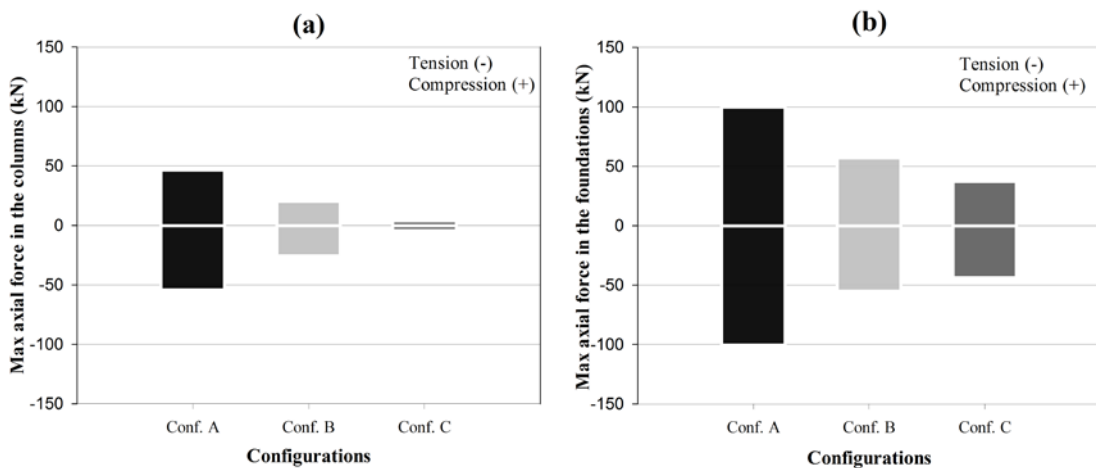 (a)
Max axial force in the columns (kN)
150
100
50
0
-50
-100
-150
Tension (-)
Compression (+)
Conf. A
Conf. B
Conf. C
Configurations
(b)
Max axial force in the foundations (kN)
150
100
50
0
-50
-100
-150
Tension (-)
Compression (+)
Conf. A
Conf. B
Conf. C
Configurations